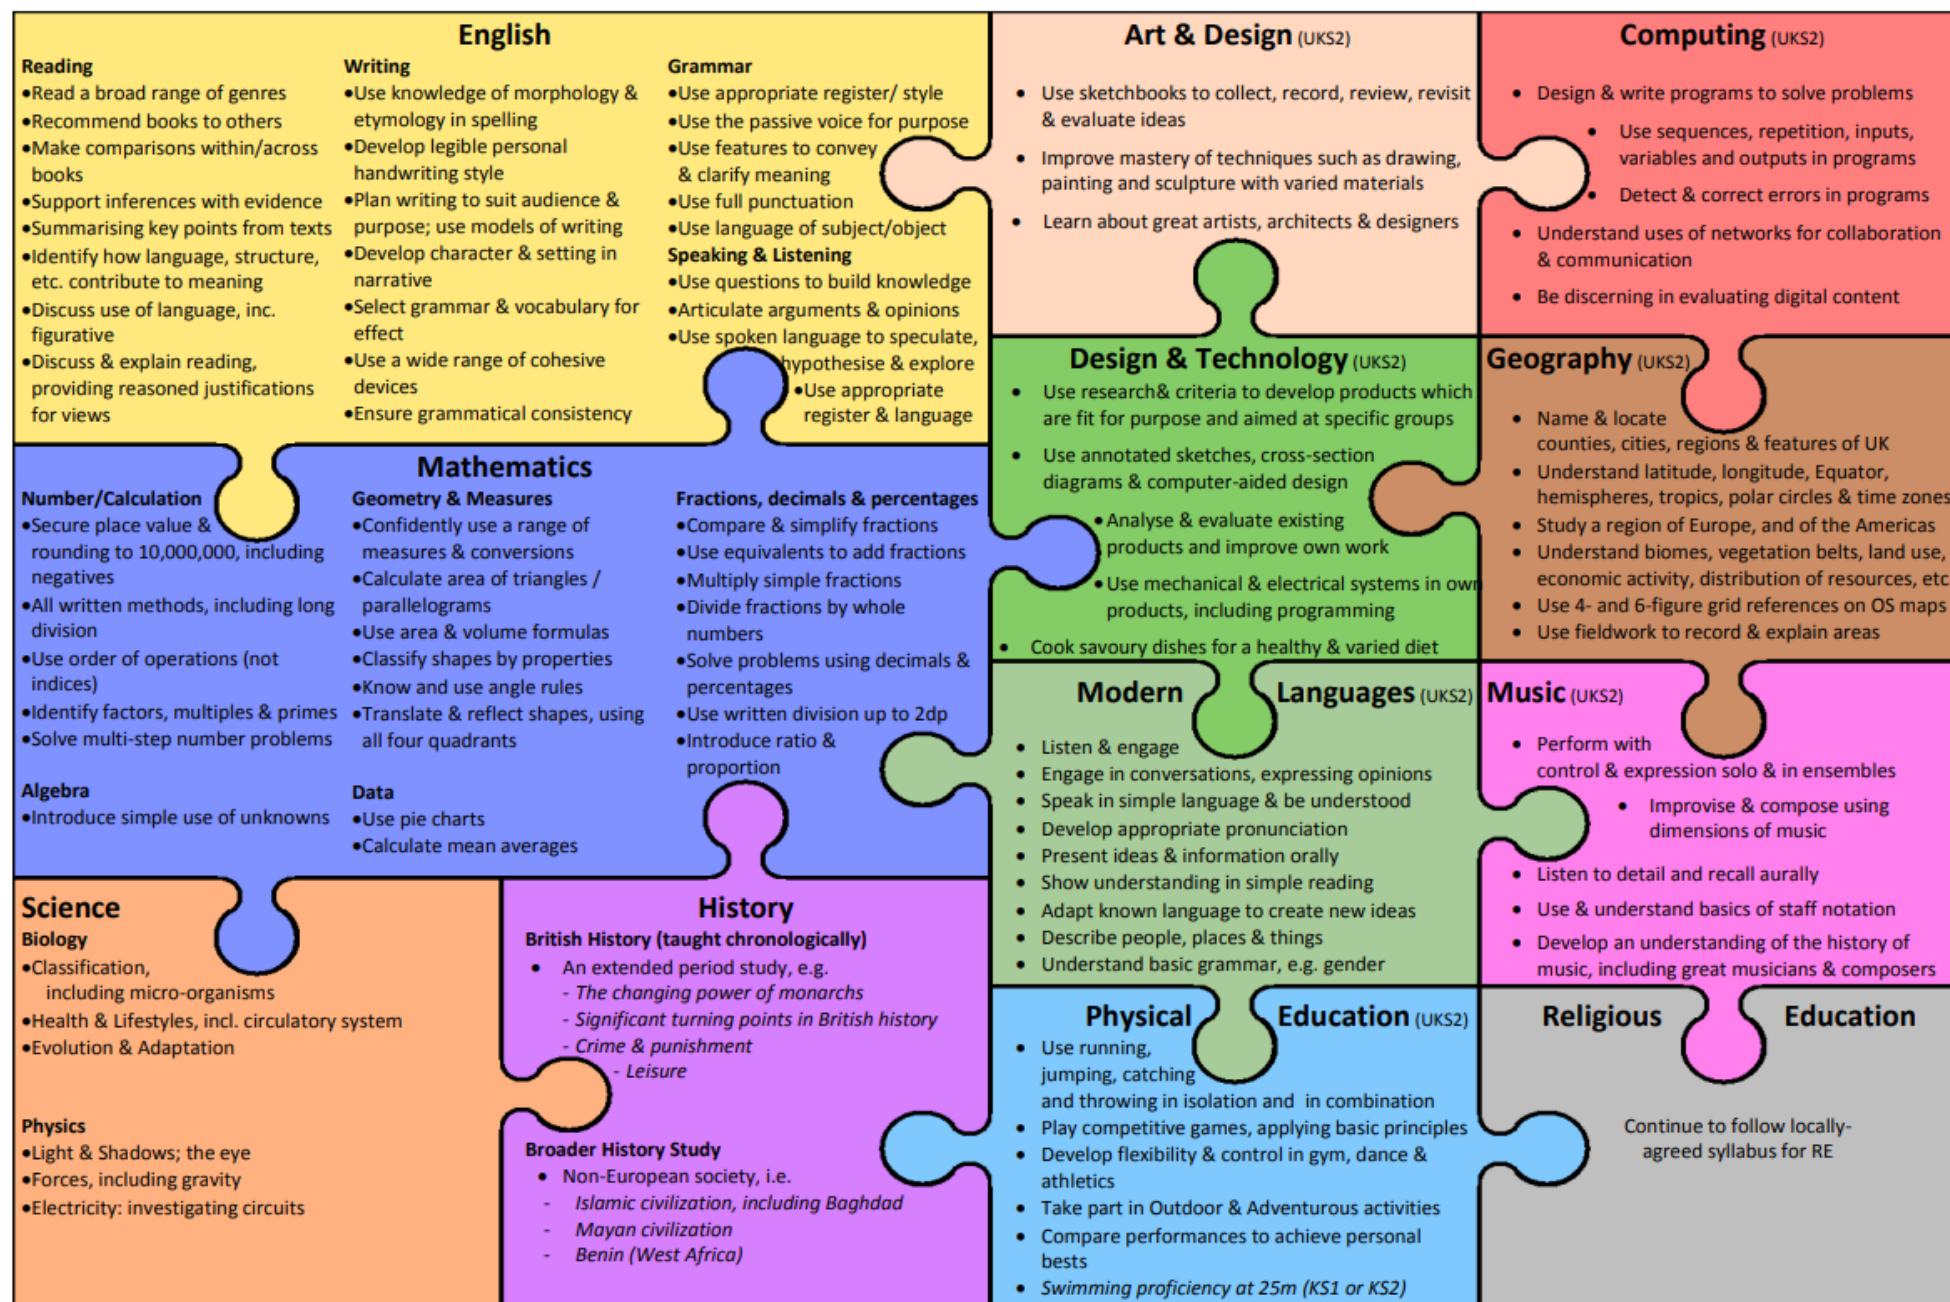 English
Reading
•Read a broad range of genres
•Recommend books to others
•Make comparisons within/across
books
•Support inferences with evidence
•Summarising key points from texts
•Identify how language, structure,
etc. contribute to meaning
•Discuss use of language, inc.
figurative
•Discuss & explain reading,
providing reasoned justifications
for views
Writing
•Use knowledge of morphology &
etymology in spelling
•Develop legible personal
handwriting style
•Plan writing to suit audience &
purpose; use models of writing
•Develop character & setting in
narrative
•Select grammar & vocabulary for
effect
•Use a wide range of cohesive
devices
•Ensure grammatical consistency
Grammar
•Use appropriate register/ style
•Use the passive voice for purpose
•Use features to convey
& clarify meaning
•Use full punctuation
•Use language of subject/object
Speaking & Listening
•Use questions to build knowledge
•Articulate arguments & opinions
•Use spoken language to speculate,
hypothesise & explore
•Use appropriate
register & language
Art & Design (UKS2)
• Use sketchbooks to collect, record, review, revisit
& evaluate ideas
• Improve mastery of techniques such as drawing,
painting and sculpture with varied materials
• Learn about great artists, architects & designers
Computing (UKS2)
• Design & write programs to solve problems
• Use sequences, repetition, inputs,
variables and outputs in programs
• Detect & correct errors in programs
• Understand uses of networks for collaboration
& communication
• Be discerning in evaluating digital content
Mathematics
Number/Calculation
•Secure place value &
rounding to 10,000,000, including
negatives
•All written methods, including long
division
•Use order of operations (not
indices)
•Identify factors, multiples & primes
•Solve multi-step number problems
Algebra
•Introduce simple use of unknowns
Geometry & Measures
•Confidently use a range of
measures & conversions
•Calculate area of triangles /
parallelograms
•Use area & volume formulas
•Classify shapes by properties
•Know and use angle rules
•Translate & reflect shapes, using
all four quadrants
Data
•Use pie charts
•Calculate mean averages
Fractions, decimals & percentages
•Compare & simplify fractions
•Use equivalents to add fractions
•Multiply simple fractions
•Divide fractions by whole
numbers
•Solve problems using decimals &
percentages
•Use written division up to 2dp
•Introduce ratio &
proportion
Design & Technology (UKS2)
• Use research& criteria to develop products which
are fit for purpose and aimed at specific groups
• Use annotated sketches, cross-section
diagrams & computer-aided design
•Analyse & evaluate existing
products and improve own work
•Use mechanical & electrical systems in own
products, including programming
• Cook savoury dishes for a healthy & varied diet
Geography (UKS2)
• Name & locate
counties, cities, regions & features of UK
• Understand latitude, longitude, Equator,
hemispheres, tropics, polar circles & time zones
• Study a region of Europe, and of the Americas
• Understand biomes, vegetation belts, land use,
economic activity, distribution of resources, etc
• Use 4- and 6-figure grid references on OS maps
• Use fieldwork to record & explain areas
Modern Languages (UKS2)
• Listen & engage
• Engage in conversations, expressing opinions
• Speak in simple language & be understood
• Develop appropriate pronunciation
• Present ideas & information orally
• Show understanding in simple reading
• Adapt known language to create new ideas
• Describe people, places & things
• Understand basic grammar, e.g. gender
Music (UKS2)
• Perform with
control & expression solo & in ensembles
• Improvise & compose using
dimensions of music
• Listen to detail and recall aurally
• Use & understand basics of staff notation
• Develop an understanding of the history of
music, including great musicians & composers
Science
Biology
•Classification,
including micro-organisms
•Health & Lifestyles, incl. circulatory system
•Evolution & Adaptation
Physics
•Light & Shadows; the eye
•Forces, including gravity
•Electricity: investigating circuits
History
British History (taught chronologically)
• An extended period study, e.g.
- The changing power of monarchs
- Significant turning points in British history
- Crime & punishment
- Leisure
Broader History Study
• Non-European society, i.e.
- Islamic civilization, including Baghdad
- Mayan civilization
- Benin (West Africa)
Physical Education (UKS2)
• Use running,
jumping, catching
and throwing in isolation and in combination
• Play competitive games, applying basic principles
• Develop flexibility & control in gym, dance &
athletics
• Take part in Outdoor & Adventurous activities
• Compare performances to achieve personal
bests
• Swimming proficiency at 25m (KS1 or KS2)
Religious Education
Continue to follow locally-
agreed syllabus for RE